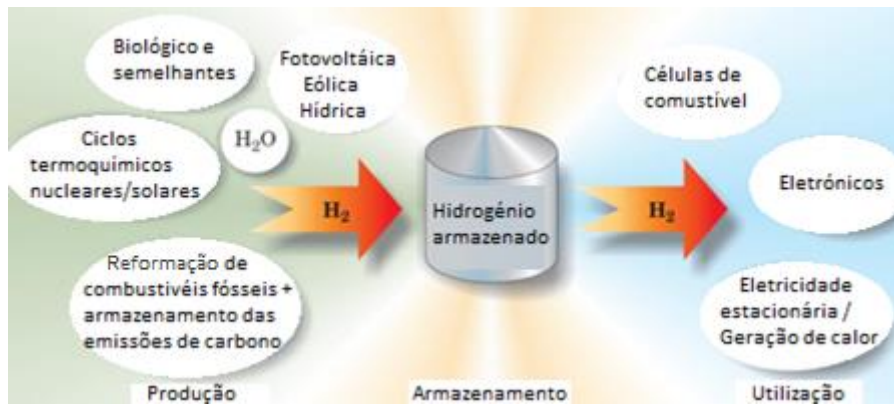 Biológico e
semelhantes
Fotovoltáica
Eólica
Hídrica
H₂O
Ciclos
termoquímicos
nucleares/solares
H₂
Reformação de
combustivéis fósseis +
armazenamento das
emissões de carbono
Produção
Hidrogénio
armazenado
Armazenamento
H₂
Células de
comustível
Eletrónicos
Eletricidade
estacionária /
Geração de calor
Utilização